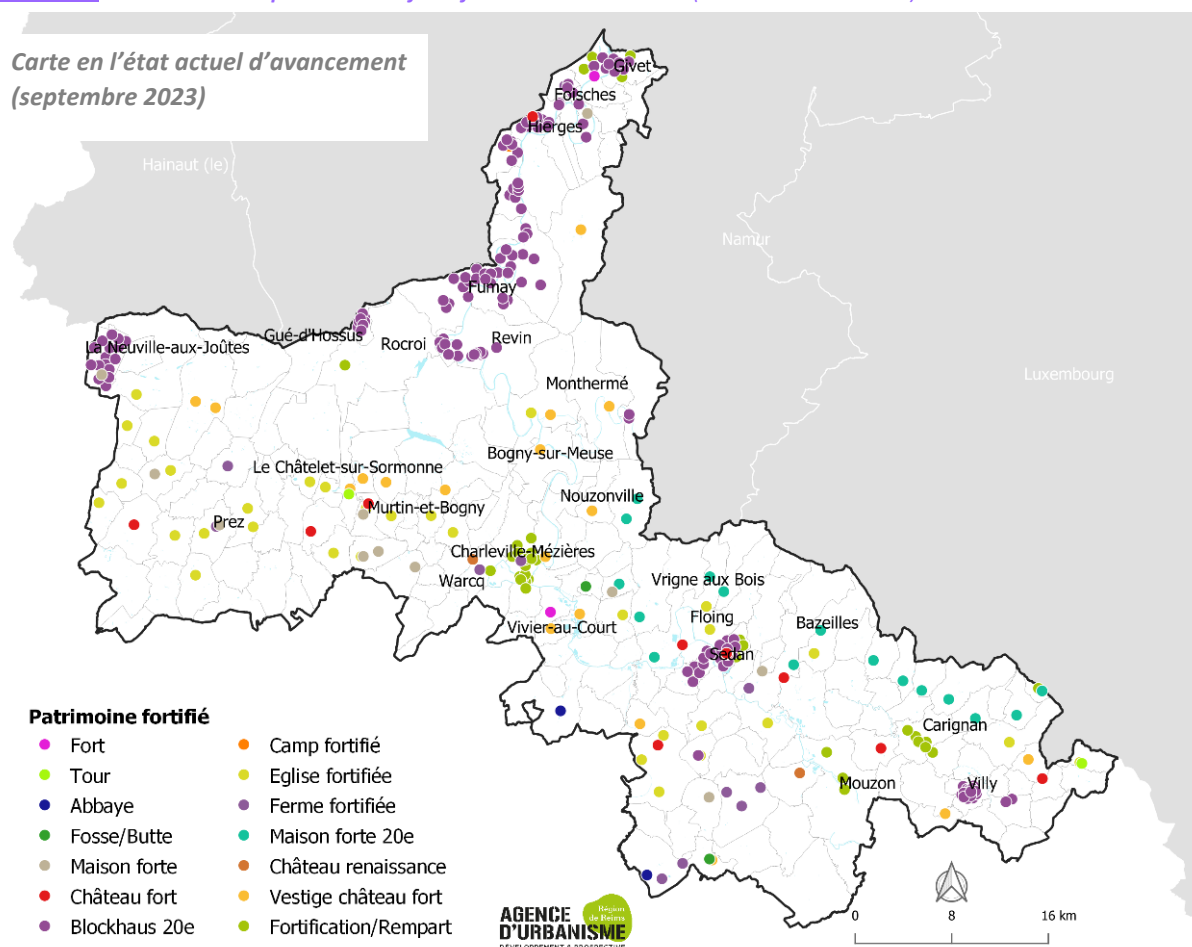 Carte en l'état actuel d'avancement
(septembre 2023)
Givet
Foisches
Hierges
Hainaut (le)
Namur
Fumay
Gué-d'Hossus
La Neuville-aux-Joûtes
Rocroi
Revin
Luxembourg
Monthermé
Bogny-sur-Meuse
Le Châtelet-sur-Sormonne
Nouzonville
Murtin-et-Bogny
Prez
Charleville-Mézières
Warcq
Vrigne aux Bois
Floing
Bazeilles
Vivier-au-Court
Sedan
Carignan
Mouzon
Villy
Patrimoine fortifié
Fort
Tour
Abbaye
Fosse/Butte
Maison forte
Château fort
Blockhaus 20e
Camp fortifié
Eglise fortifiée
Ferme fortifiée
Maison forte 20e
Château renaissance
Vestige château fort
Fortification/Rempart
AGENCE
D'URBANISME
Région
de Reims
0 8 16 km